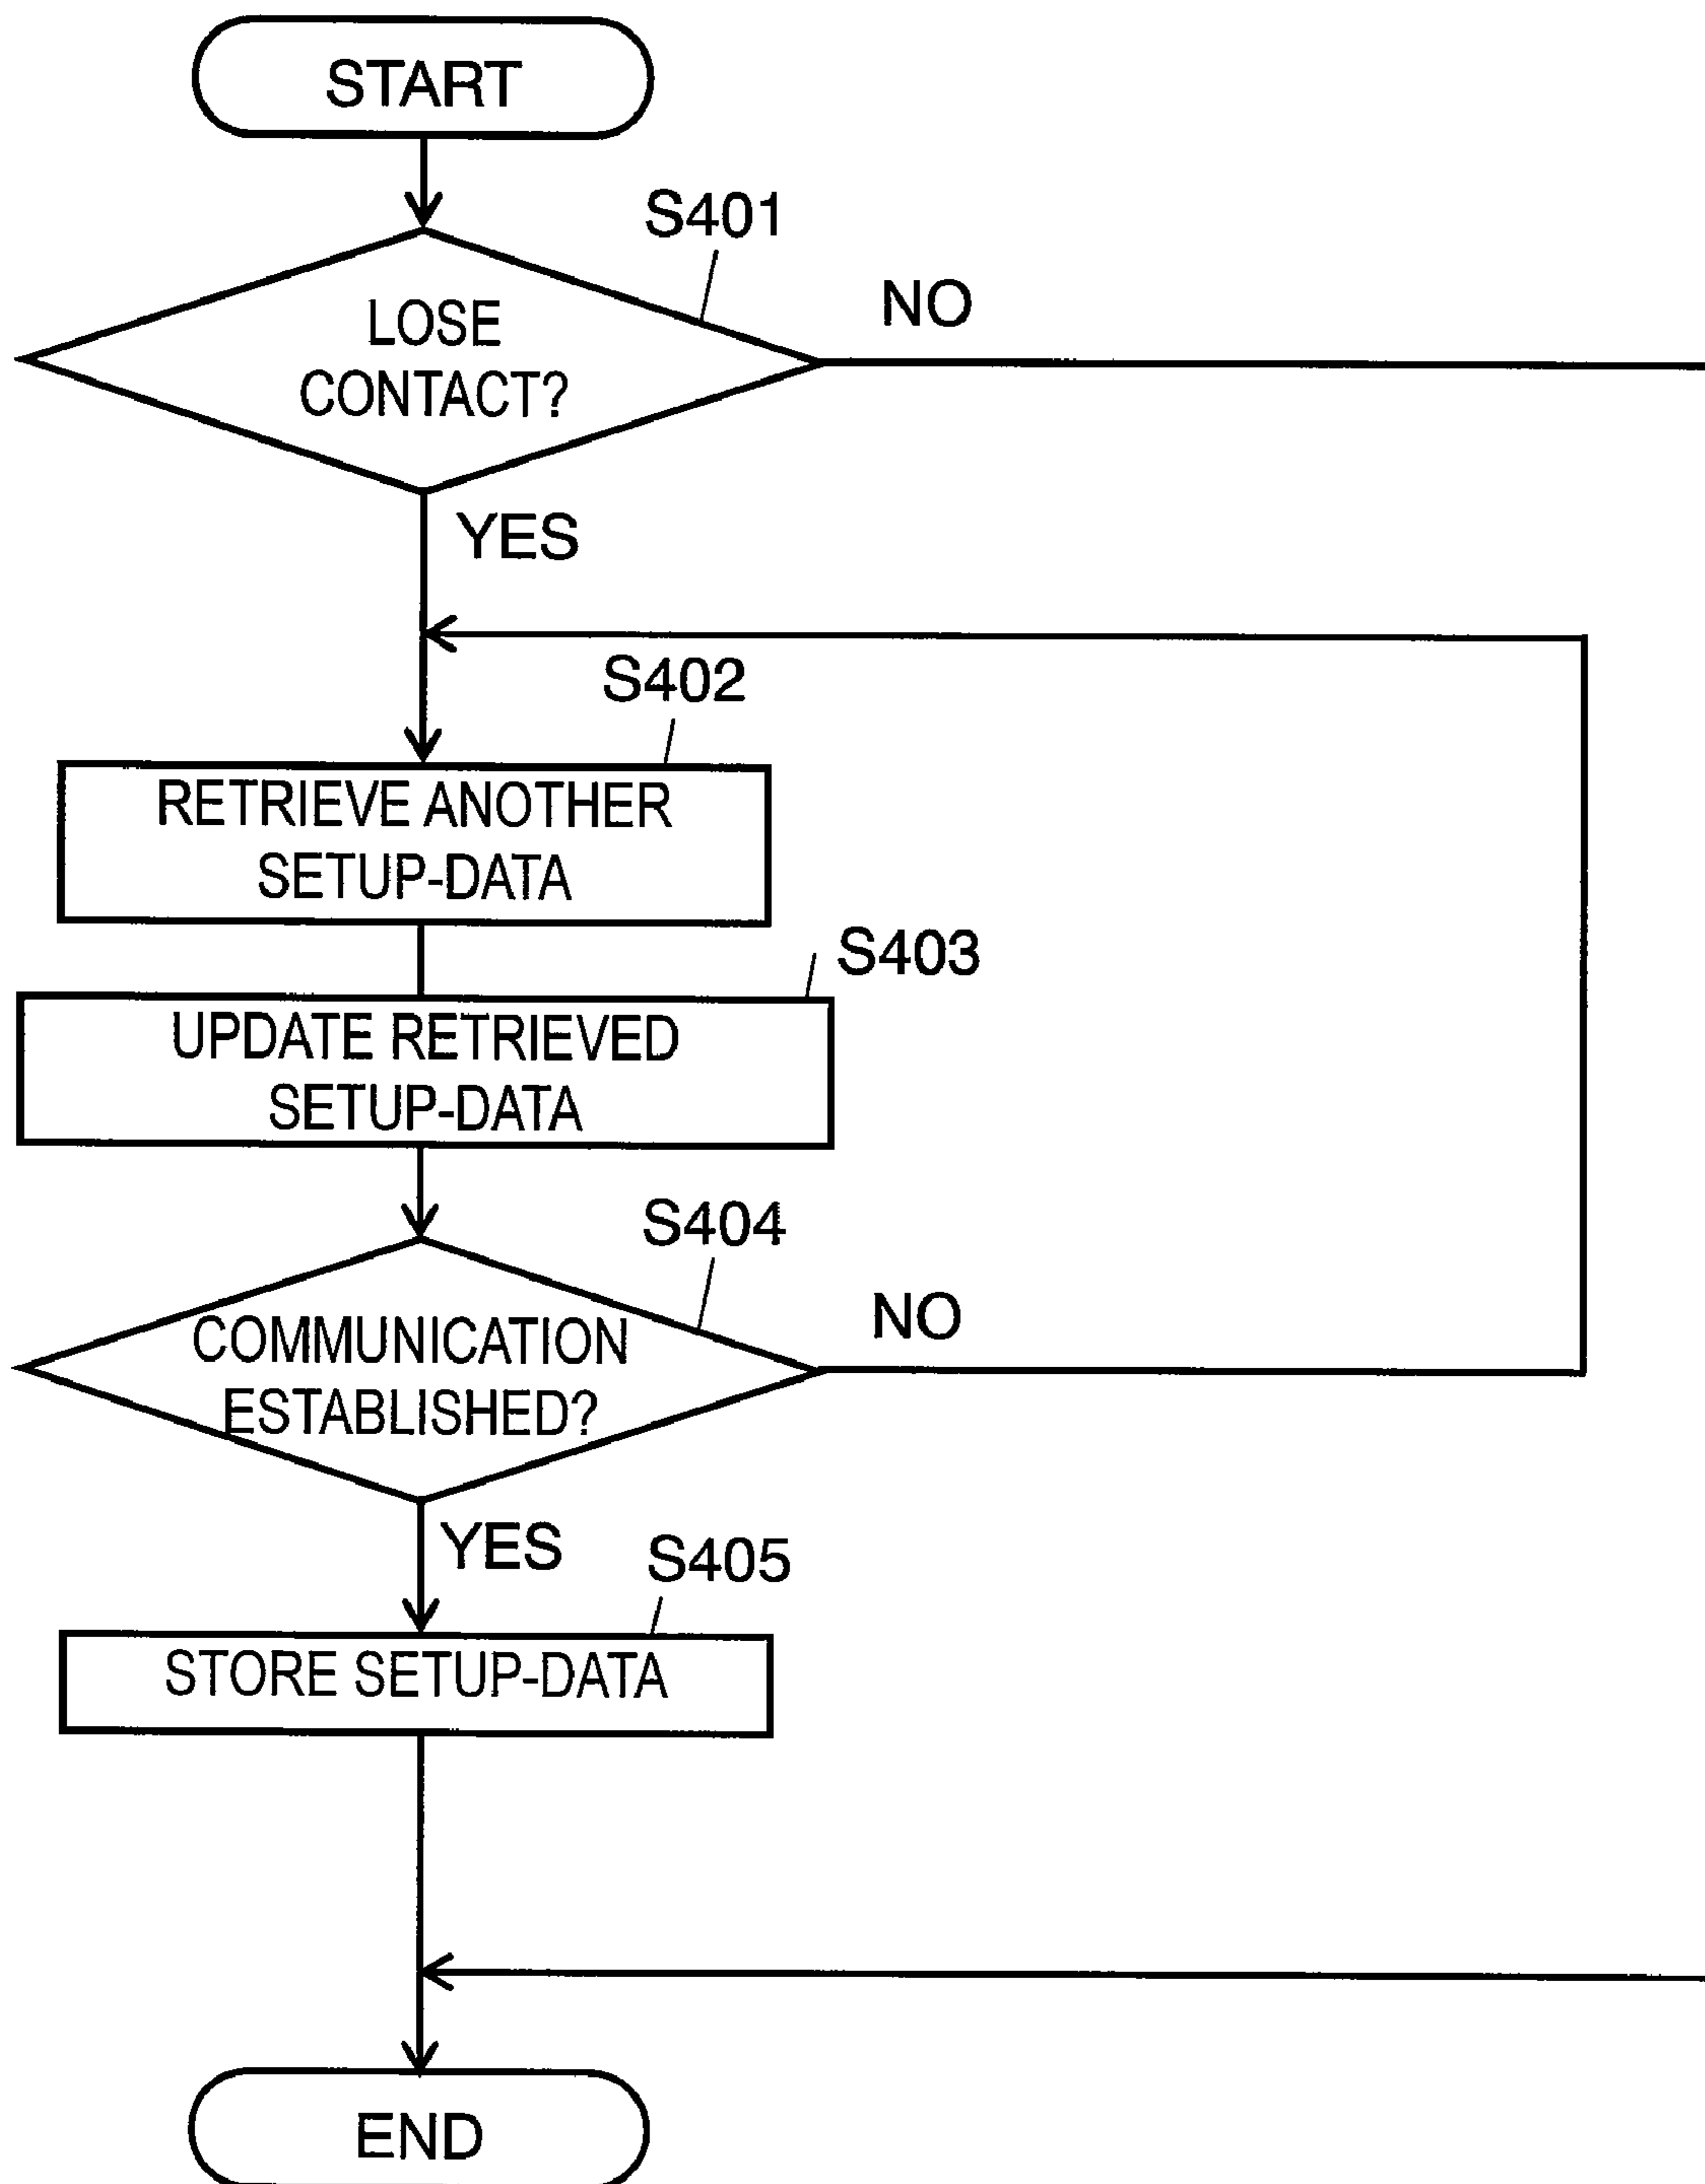 START
S401
LOSE
CONTACT?
NO
YES
S402
RETRIEVE ANOTHER
SETUP-DATA
S403
UPDATE RETRIEVED
SETUP-DATA
S404
COMMUNICATION
ESTABLISHED?
NO
YES
S405
STORE SETUP-DATA
END